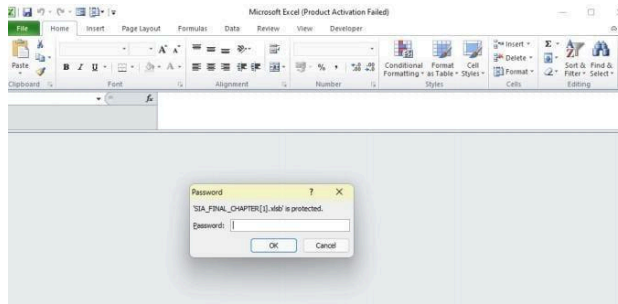 Microsoft Excel (Product Activation Failed)
File Home Insert Page Layout Formulas Data Review View Developer
Paste
B I U
A A
A
%
Conditional Formatting Format as Table Cell Styles
Insert
Delete
Format
Σ
Sort & Filter Find & Select
Clipboard Font Alignment Number Styles Cells Editing
fx
Password ? X
'SIA_FINAL_CHAPTER[1].xlsb' is protected.
Password:
OK Cancel